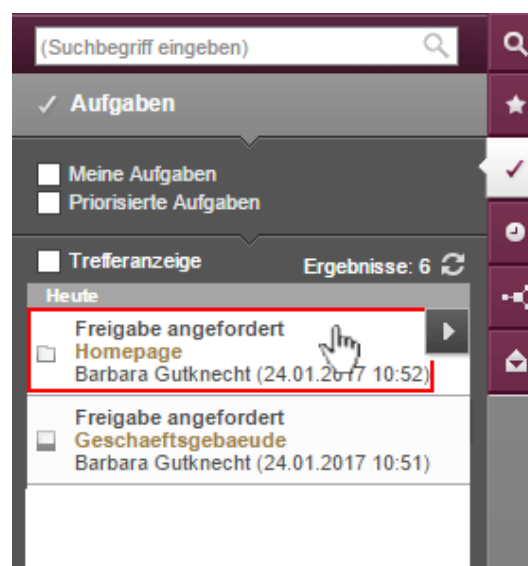 (Suchbegriff eingeben)
Aufgaben
Meine Aufgaben
Priorisierte Aufgaben
Trefferanzeige Ergebnisse: 6
Heute
Freigabe angefordert
Homepage
Barbara Gutknecht (24.01.2017 10:52)
Freigabe angefordert
Geschaeftsgebaeude
Barbara Gutknecht (24.01.2017 10:51)